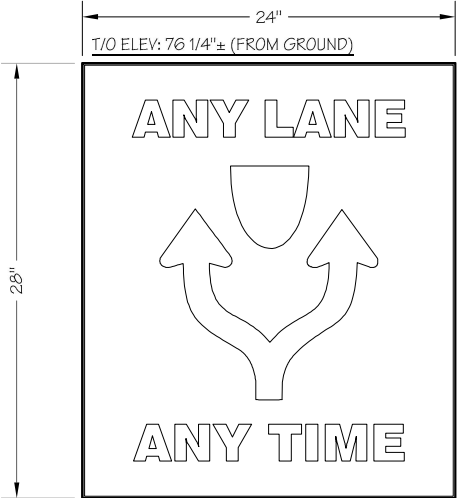 24"
T/O ELEV: 76 1/4"± (FROM GROUND)
ANY LANE
28"
ANY TIME